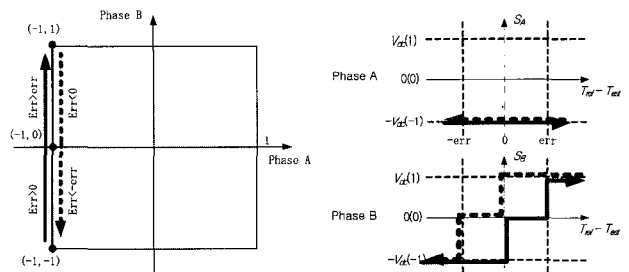 Phase B
(-1, 1)
Err>err
Err<0
(-1, 0)
1
Phase A
Err>0
Err<-err
(-1,-1)
S_A
V_dc(1)
Phase A
0(0)
T_ref - T_est
-V_dc(-1)
-err
0
err
S_B
V_dc(1)
Phase B
0(0)
T_ref - T_est
-V_dc(-1)